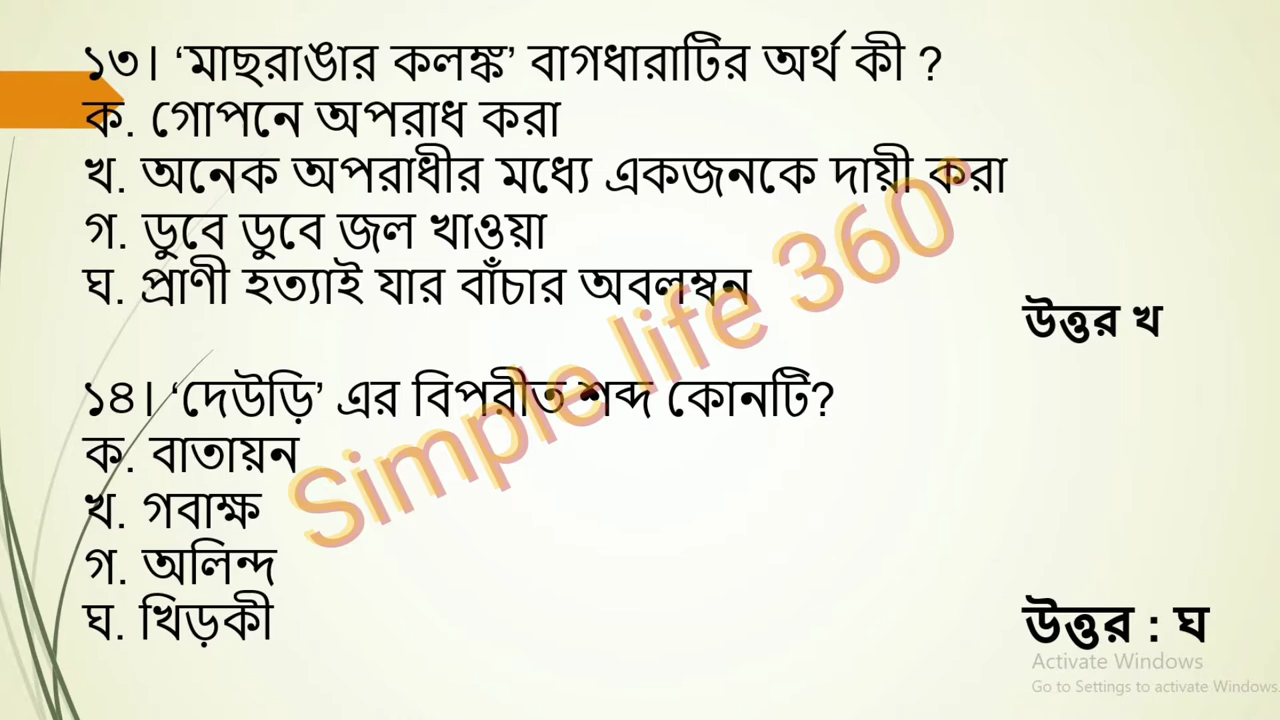 ১৩। ‘মাছরাঙার কলঙ্ক’ বাগধারাটির অর্থ কী ?
ক. গোপনে অপরাধ করা
খ. অনেক অপরাধীর মধ্যে একজনকে দায়ী করা
গ. ডুবে ডুবে জল খাওয়া
ঘ. প্রাণী হত্যাই যার বাঁচার অবলম্বন
উত্তর খ
১৪। ‘দেউড়ি’ এর বিপরীত শব্দ কোনটি?
ক. বাতায়ন
খ. গবাক্ষ
গ. অলিন্দ
ঘ. খিড়কী
উত্তর : ঘ
Simple life 360°
Activate Windows
Go to Settings to activate Windows.